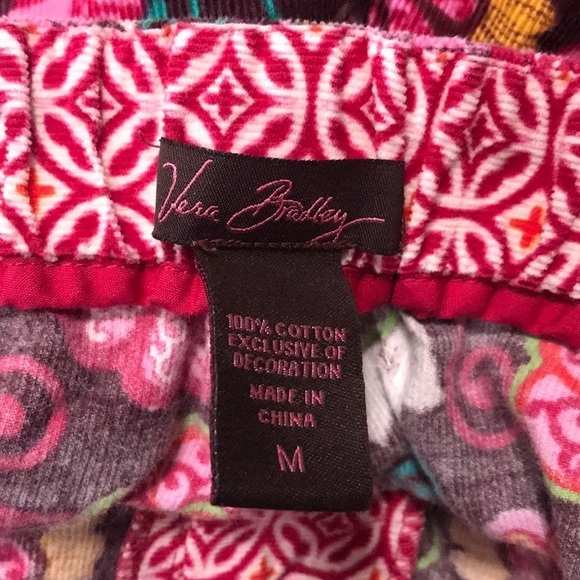 Vera Bradley
100% COTTON
EXCLUSIVE OF
DECORATION
MADE IN
CHINA
M